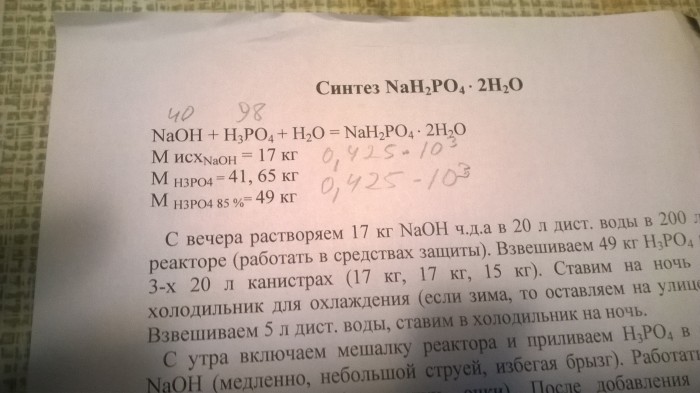 Синтез NaH₂PO₄ · 2H₂O
40 98
NaOH + H₃PO₄ + H₂O = NaH₂PO₄ · 2H₂O
М исхNaOH = 17 кг 0,425 · 10³
М H3PO4 = 41, 65 кг 0,425 - 10³
М H3PO4 85 %= 49 кг
С вечера растворяем 17 кг NaOH ч.д.а в 20 л дист. воды в 200 л
реакторе (работать в средствах защиты). Взвешиваем 49 кг H₃PO₄
3-х 20 л канистрах (17 кг, 17 кг, 15 кг). Ставим на ночь
холодильник для охлаждения (если зима, то оставляем на улице
Взвешиваем 5 л дист. воды, ставим в холодильник на ночь.
С утра включаем мешалку реактора и приливаем H₃PO₄ в
NaOH (медленно, небольшой струей, избегая брызг). Работат
После добавления